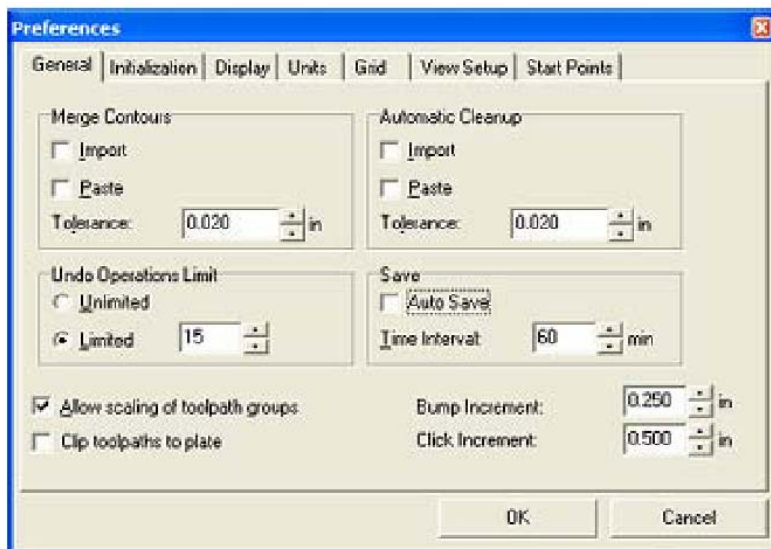 Preferences
General Initialization Display Units Grid View Setup Start Points
Merge Contours
Import
Paste
Tolerance: 0.020 in
Automatic Cleanup
Import
Paste
Tolerance: 0.020 in
Undo Operations Limit
Unlimited
Limited 15
Save
Auto Save
Time Interval: 60 min
Allow scaling of toolpath groups
Clip toolpaths to plate
Bump Increment: 0.250 in
Click Increment: 0.500 in
OK Cancel